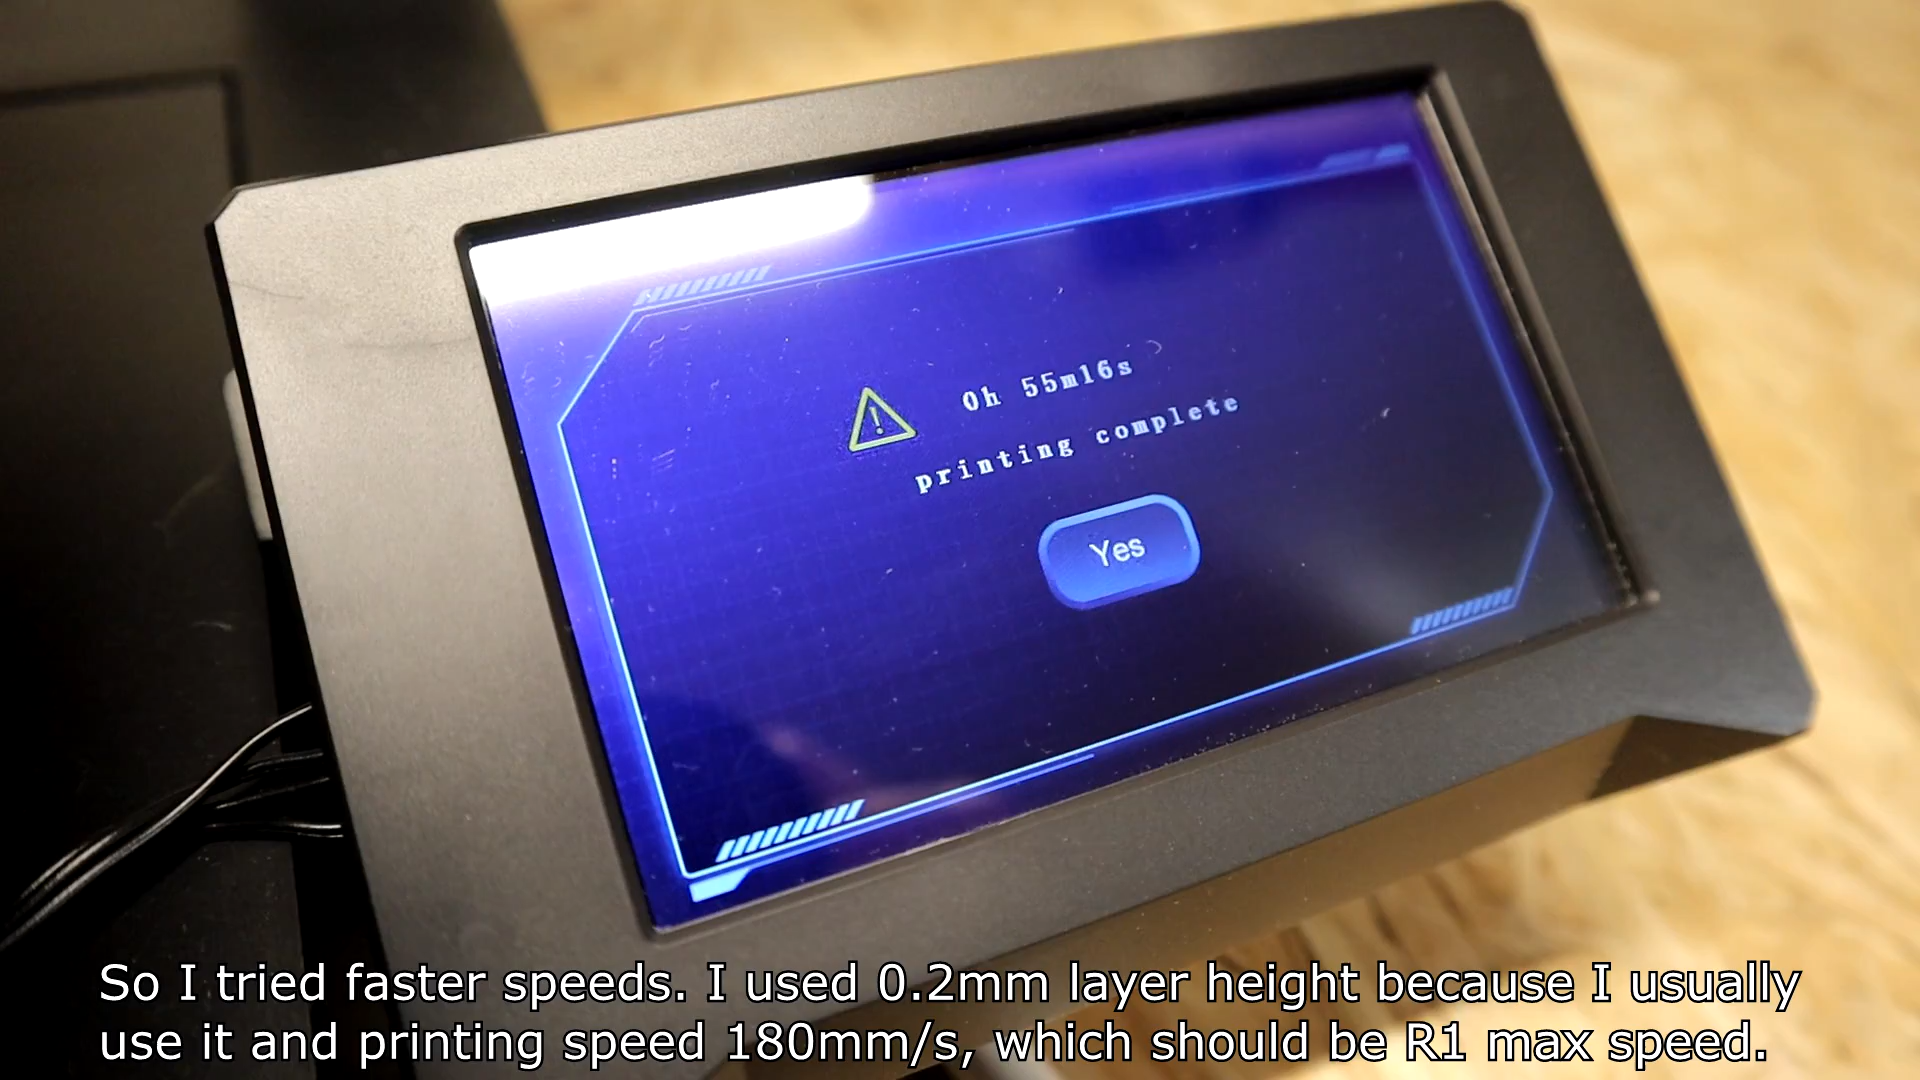 0h 55m16s
printing complete
Yes
So I tried faster speeds. I used 0.2mm layer height because I usually
use it and printing speed 180mm/s, which should be R1 max speed.